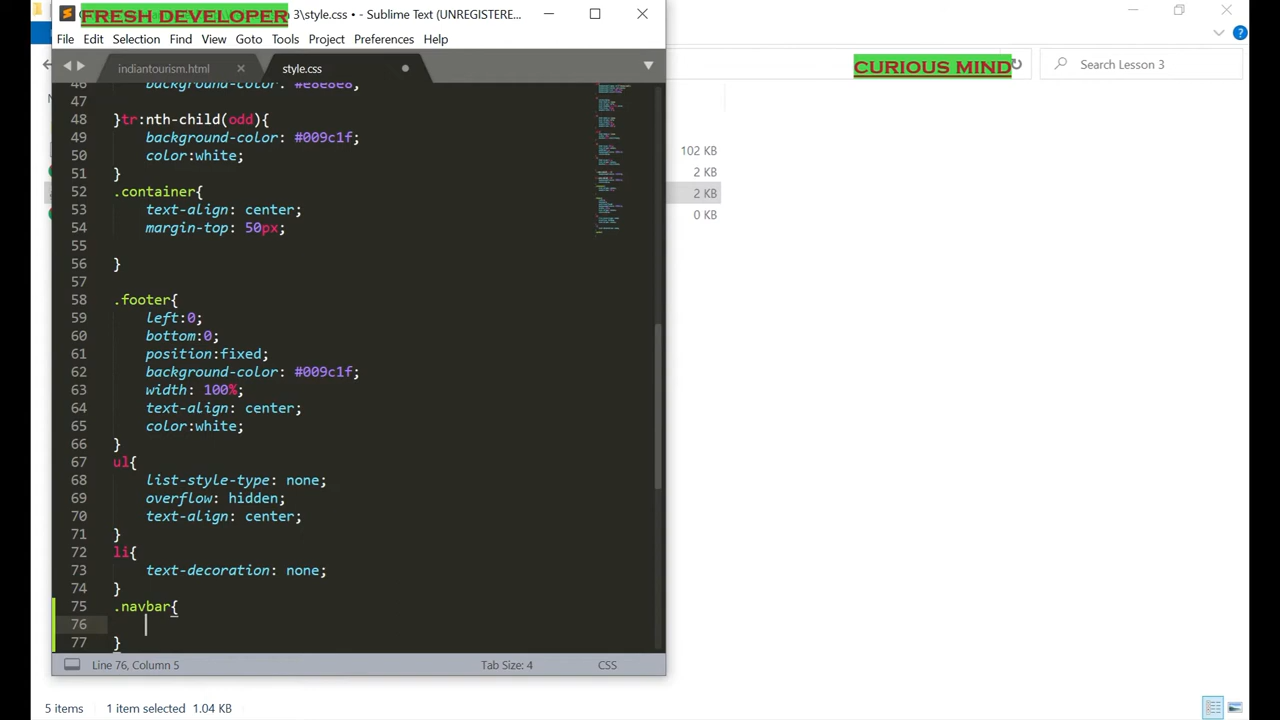 FRESH DEVELOPER 3\style.css • - Sublime Text (UNREGISTERE...
File Edit Selection Find View Goto Tools Project Preferences Help
indiantourism.html style.css
CURIOUS MIND
Search Lesson 3
46 background-color: #e8e8e8;
47
48 }tr:nth-child(odd){
49 background-color: #009c1f;
50 color:white;
51 }
52 .container{
53 text-align: center;
54 margin-top: 50px;
55
56 }
57
58 .footer{
59 left:0;
60 bottom:0;
61 position:fixed;
62 background-color: #009c1f;
63 width: 100%;
64 text-align: center;
65 color:white;
66 }
67 ul{
68 list-style-type: none;
69 overflow: hidden;
70 text-align: center;
71 }
72 li{
73 text-decoration: none;
74 }
75 .navbar{
76
77 }
102 KB
2 KB
2 KB
0 KB
Line 76, Column 5 Tab Size: 4 CSS
5 items 1 item selected 1.04 KB